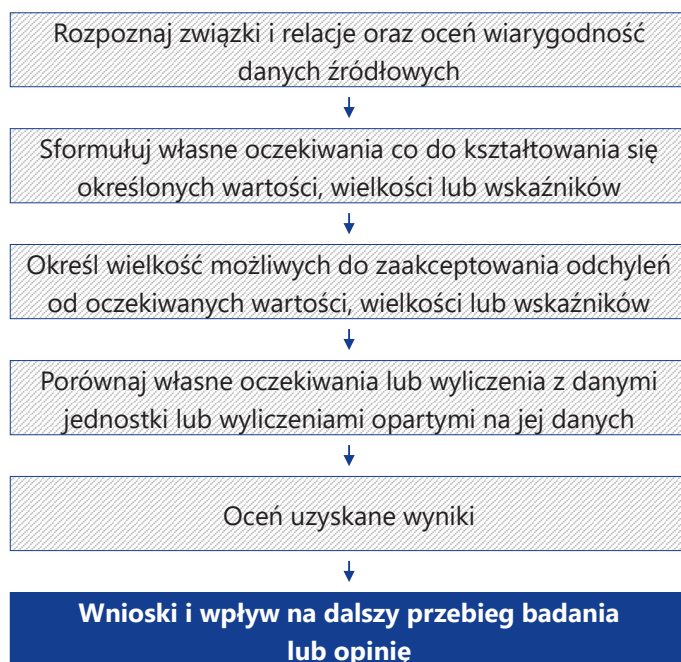 Rozpoznaj związki i relacje oraz oceń wiarygodność
danych źródłowych
Sformułuj własne oczekiwania co do kształtowania się
określonych wartości, wielkości lub wskaźników
Określ wielkość możliwych do zaakceptowania odchyleń
od oczekiwanych wartości, wielkości lub wskaźników
Porównaj własne oczekiwania lub wyliczenia z danymi
jednostki lub wyliczeniami opartymi na jej danych
Oceń uzyskane wyniki
Wnioski i wpływ na dalszy przebieg badania
lub opinię